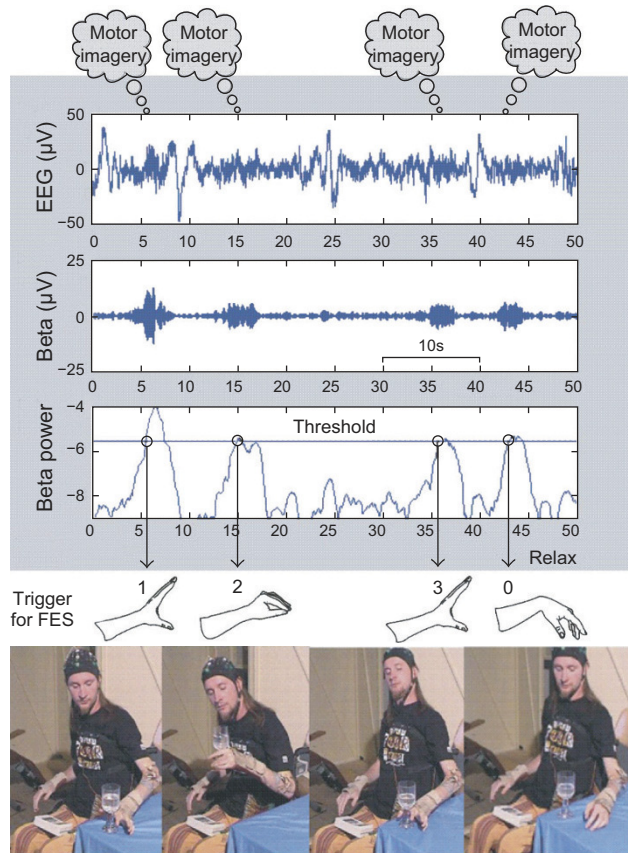 Motor imagery
Motor imagery
Motor imagery
Motor imagery
EEG (μV)
50
0
−50
0 5 10 15 20 25 30 35 40 45 50
Beta (μV)
25
0
−25
10s
0 5 10 15 20 25 30 35 40 45 50
Beta power
−4
−6
−8
Threshold
0 5 10 15 20 25 30 35 40 45 50
Relax
Trigger
for FES
1 2 3 0